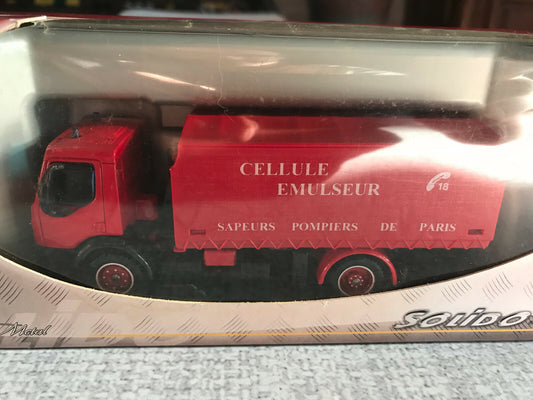 CELLULE
EMULSEUR
18
SAPEURS POMPIERS DE PARIS
Metal
SOLIDO